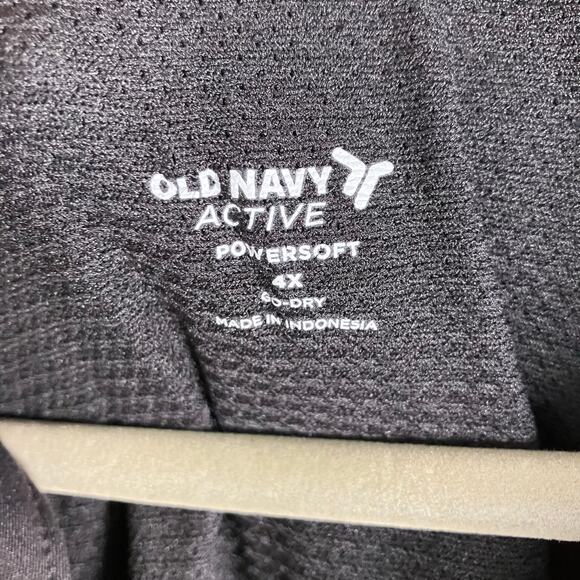 OLD NAVY
ACTIVE
POWERSOFT
4X
GO-DRY
MADE IN INDONESIA